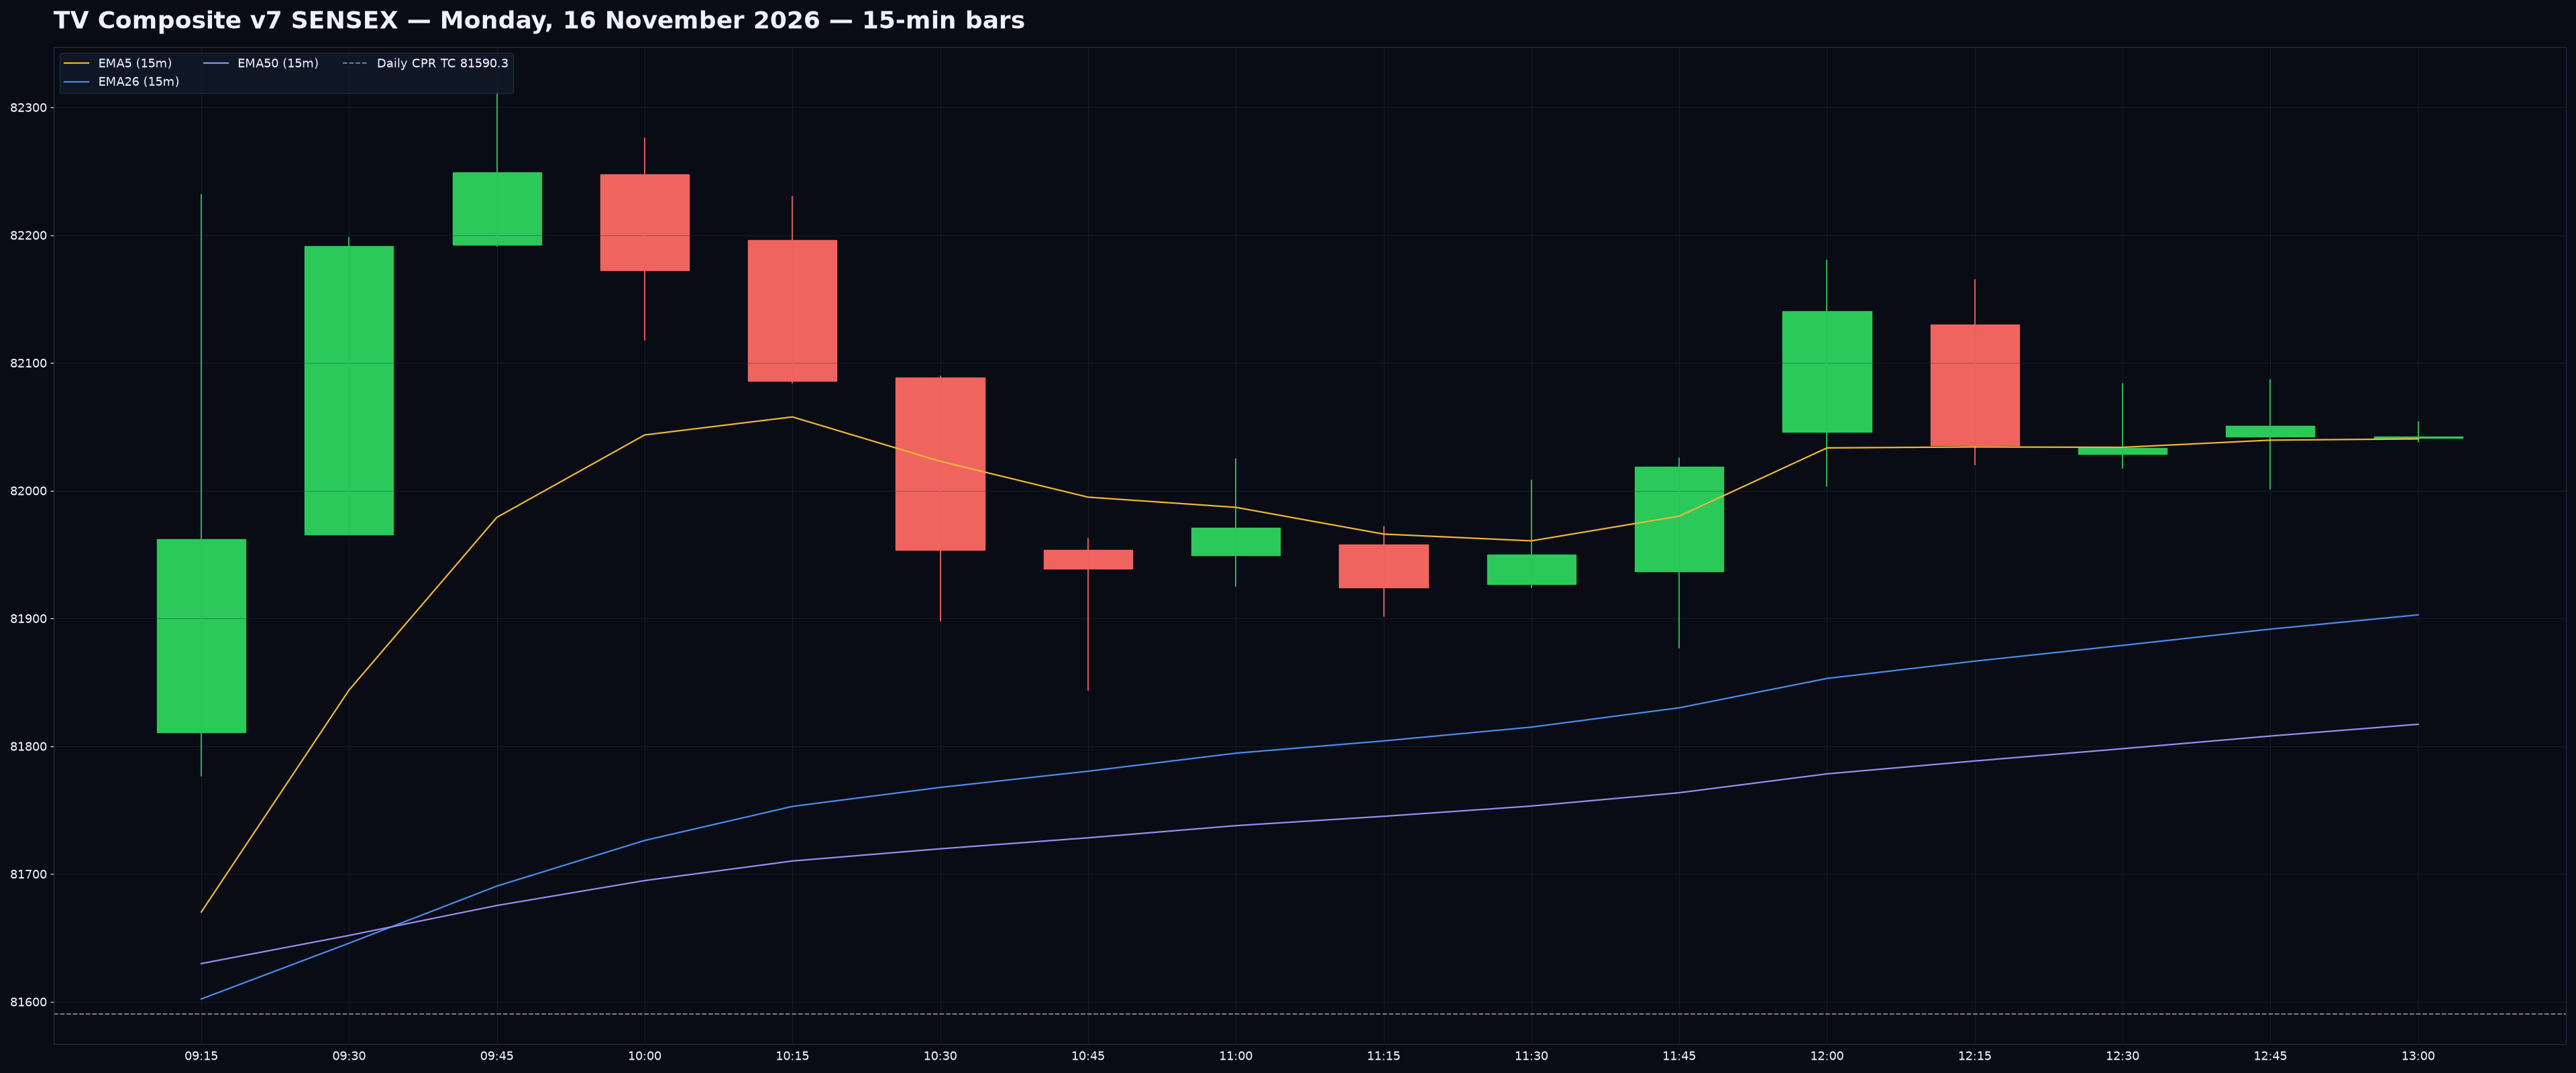 TV Composite v7 SENSEX — Monday, 16 November 2026 — 15-min bars
EMA5 (15m) EMA50 (15m) Daily CPR TC 81590.3
EMA26 (15m)
82300
82200
82100
82000
81900
81800
81700
81600
09:15 09:30 09:45 10:00 10:15 10:30 10:45 11:00 11:15 11:30 11:45 12:00 12:15 12:30 12:45 13:00